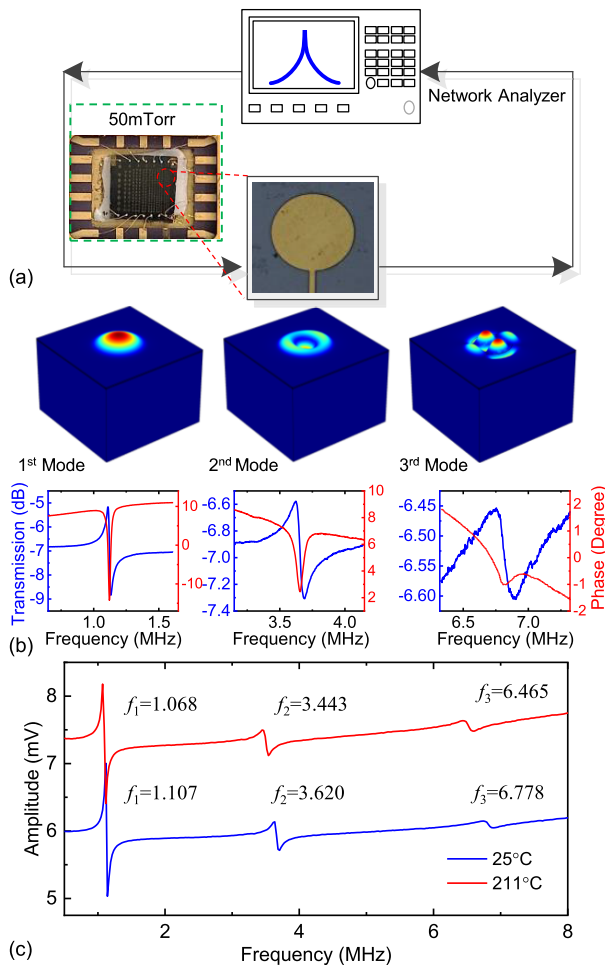 Network Analyzer
50mTorr
(a)
1st Mode
2nd Mode
3rd Mode
-5
-6
-7
-8
-9
Transmission (dB)
10
0
-10
1.0
1.5
Frequency (MHz)
-6.6
-6.8
-7.0
-7.2
-7.4
10
8
6
4
2
3.5
4.0
Frequency (MHz)
-6.45
-6.50
-6.55
-6.60
2
1
0
-1
-2
Phase (Degree)
6.5
7.0
Frequency (MHz)
(b)
f1=1.068
f2=3.443
f3=6.465
f1=1.107
f2=3.620
f3=6.778
8
7
6
5
Amplitude (mV)
25°C
211°C
2
4
6
8
Frequency (MHz)
(c)